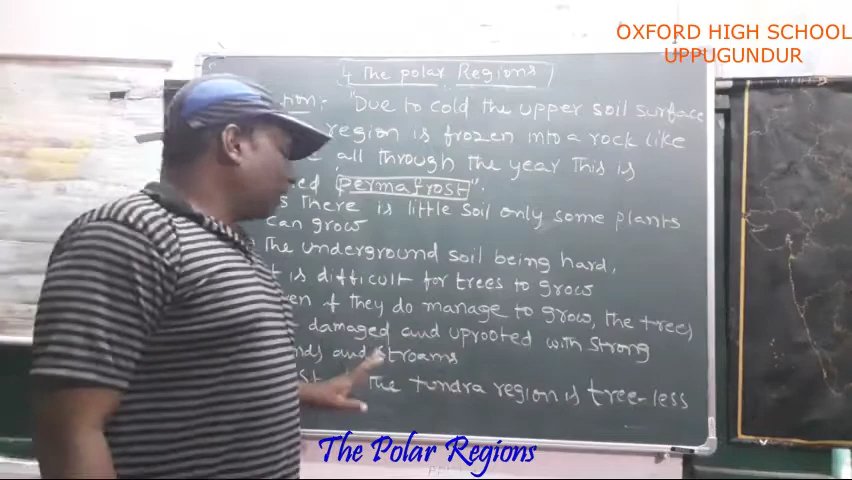 OXFORD HIGH SCHOOL
UPPUGUNDUR
4 The polar Regions
"Due to cold the upper soil surface
region is frozen into a rock like
all through the year This is
permafrost".
There is little soil only some plants
can grow
The underground soil being hard,
is difficult for trees to grow
if they do manage to grow, the trees
damaged and uprooted with strong
and stroams
The tundra region is tree-less
The Polar Regions